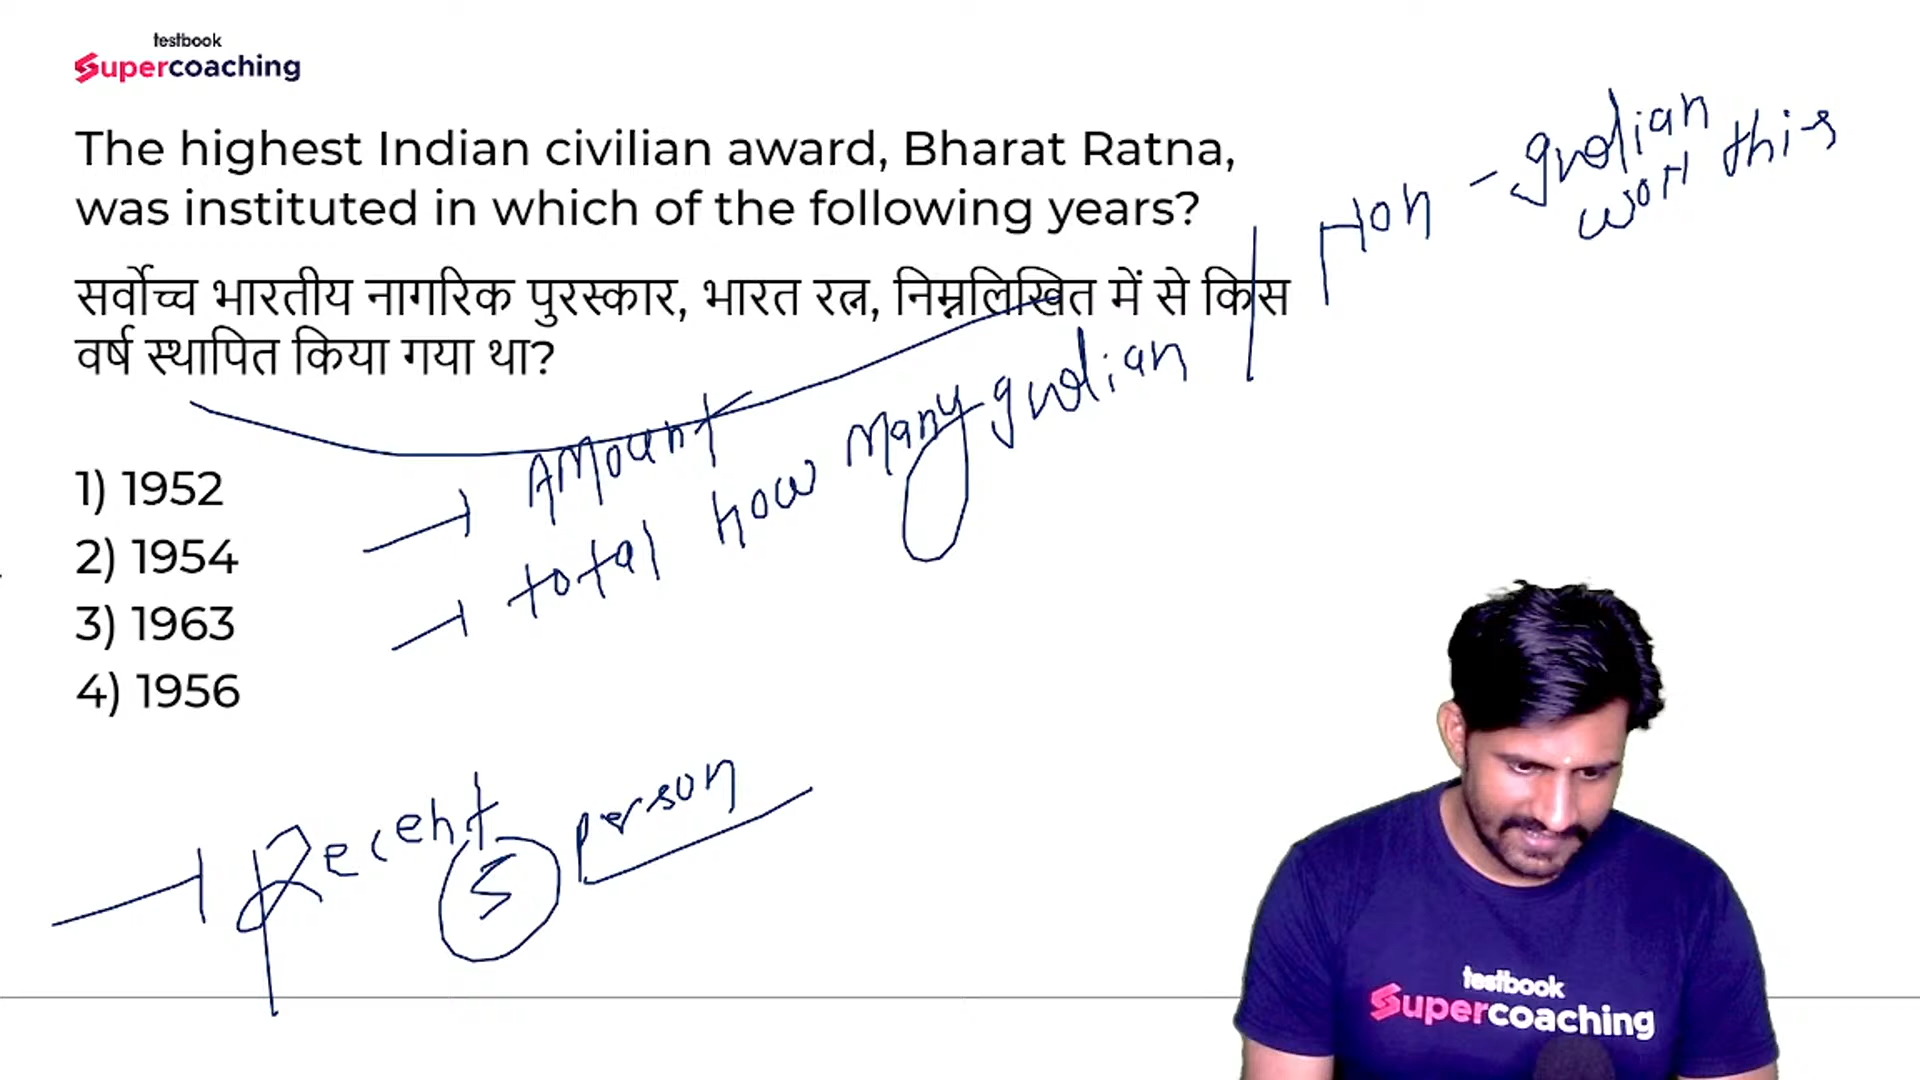 testbook
Supercoaching
The highest Indian civilian award, Bharat Ratna,
was instituted in which of the following years?
सर्वोच्च भारतीय नागरिक पुरस्कार, भारत रत्न, निम्नलिखित में से किस
वर्ष स्थापित किया गया था?
Non - Indian
won this
Amount
total how many Indian
1) 1952
2) 1954
3) 1963
4) 1956
Recent 5 person
testbook
Supercoaching